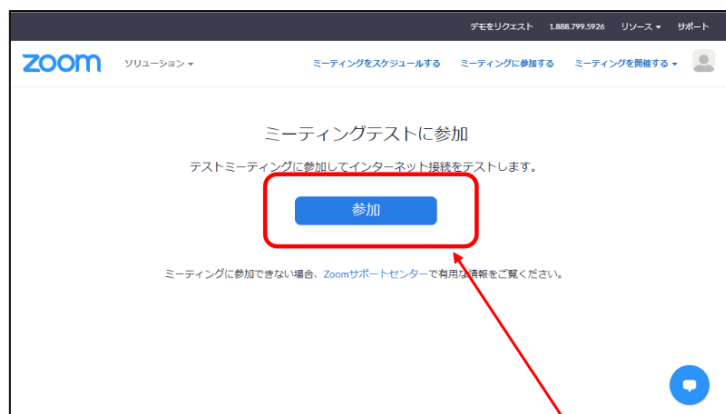 デモをリクエスト 1.888.799.5926 リソース サポート
zoom ソリューション ミーティングをスケジュールする ミーティングに参加する ミーティングを開催する
ミーティングテストに参加
テストミーティングに参加してインターネット接続をテストします。
参加
ミーティングに参加できない場合、Zoomサポートセンターで有用な情報をご覧ください。